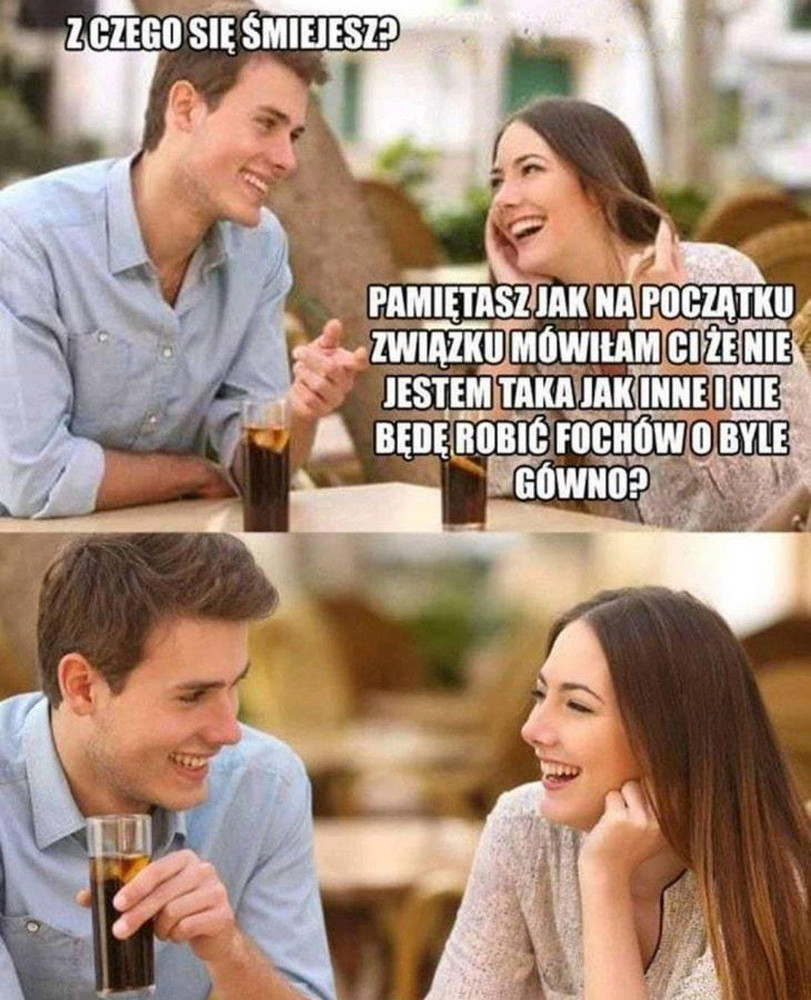 Z CZEGO SIĘ ŚMIEJESZ?
PAMIĘTASZ JAK NA POCZĄTKU
ZWIĄZKU MÓWIŁAM CI ŻE NIE
JESTEM TAKA JAK INNE I NIE
BĘDĘ ROBIĆ FOCHÓW O BYLE
GÓWNO?